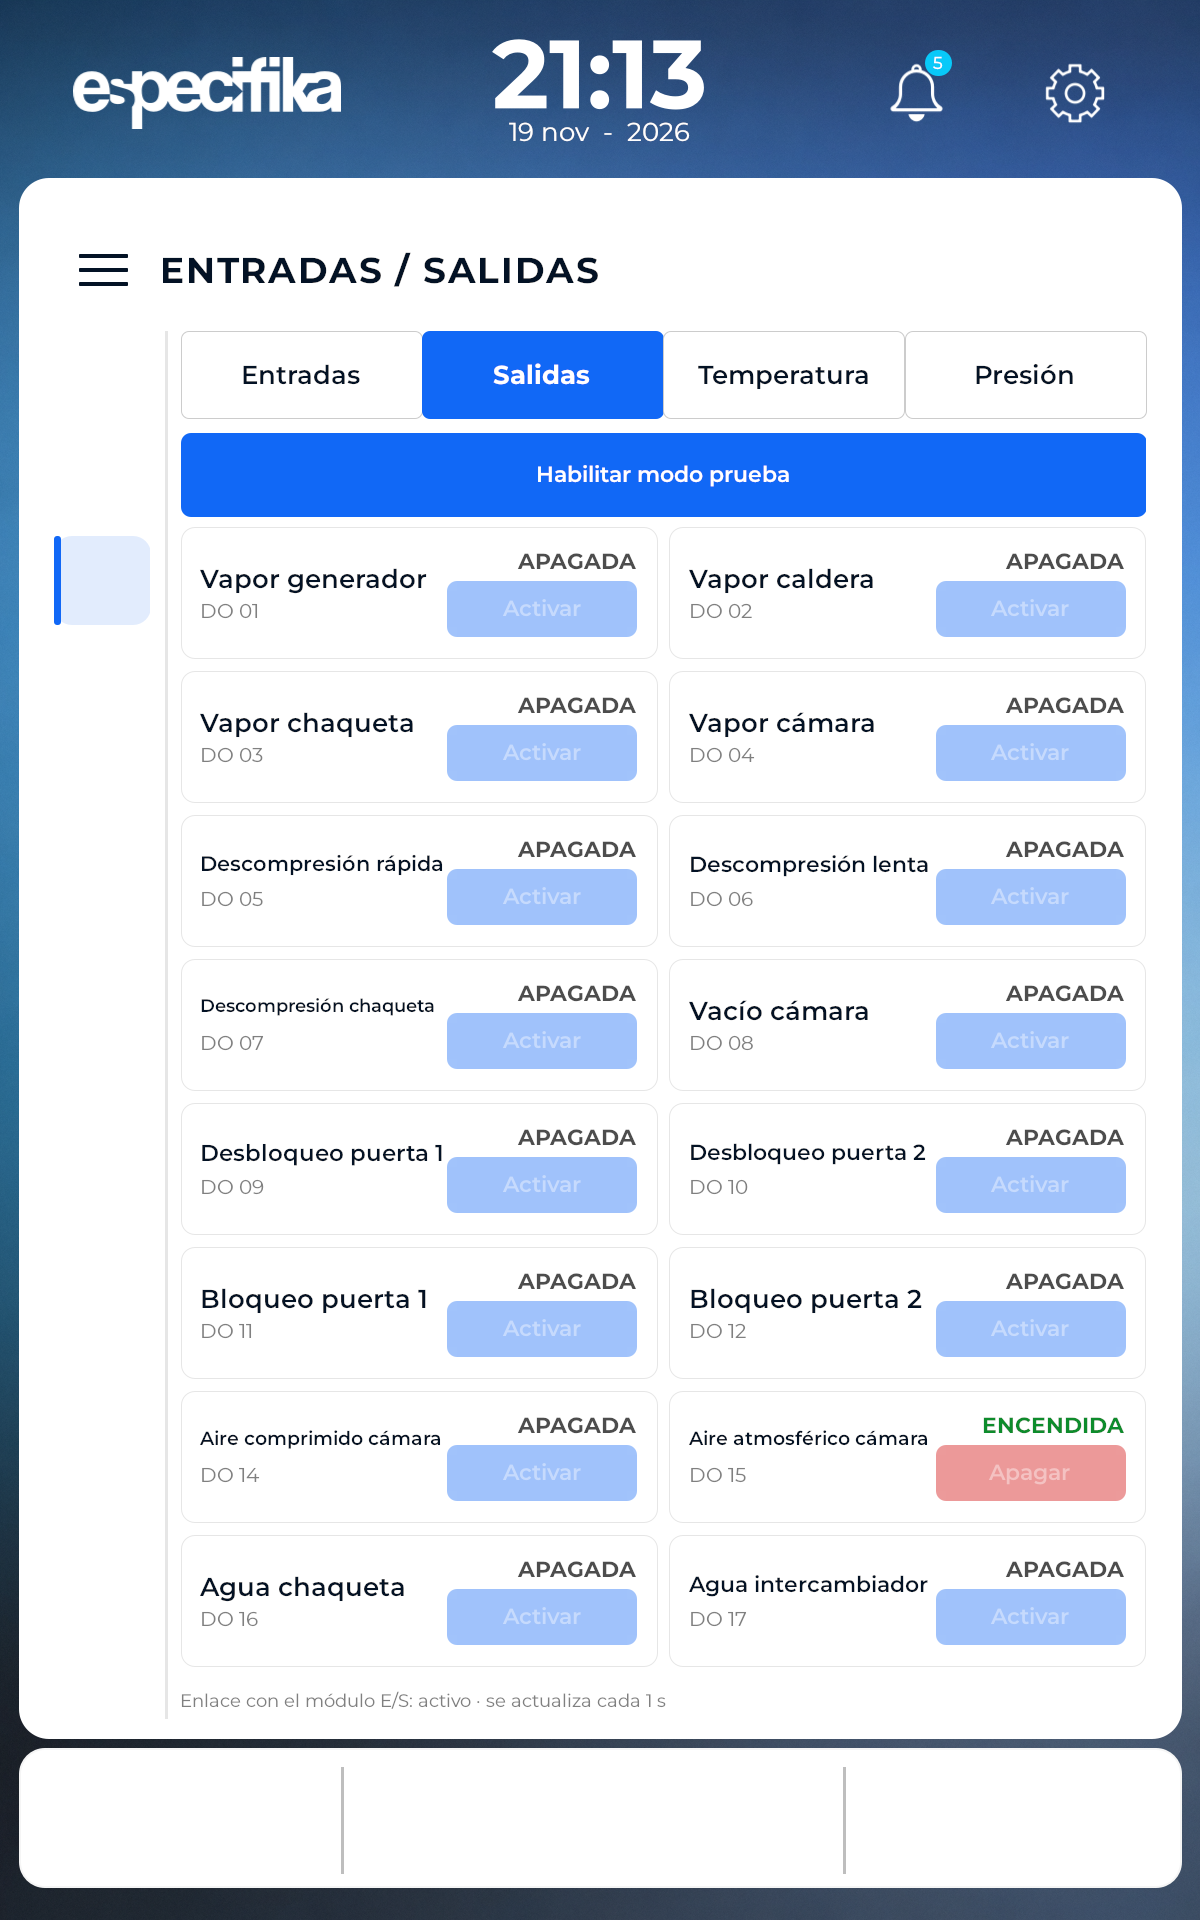 especifika
21:13
5
19 nov - 2026
ENTRADAS / SALIDAS
Entradas
Salidas
Temperatura
Presión
Habilitar modo prueba
Vapor generador
DO 01
APAGADA
Activar
Vapor caldera
DO 02
APAGADA
Activar
Vapor chaqueta
DO 03
APAGADA
Activar
Vapor cámara
DO 04
APAGADA
Activar
Descompresión rápida
DO 05
APAGADA
Activar
Descompresión lenta
DO 06
APAGADA
Activar
Descompresión chaqueta
DO 07
APAGADA
Activar
Vacío cámara
DO 08
APAGADA
Activar
Desbloqueo puerta 1
DO 09
APAGADA
Activar
Desbloqueo puerta 2
DO 10
APAGADA
Activar
Bloqueo puerta 1
DO 11
APAGADA
Activar
Bloqueo puerta 2
DO 12
APAGADA
Activar
Aire comprimido cámara
DO 14
APAGADA
Activar
Aire atmosférico cámara
DO 15
ENCENDIDA
Apagar
Agua chaqueta
DO 16
APAGADA
Activar
Agua intercambiador
DO 17
APAGADA
Activar
Enlace con el módulo E/S: activo · se actualiza cada 1 s